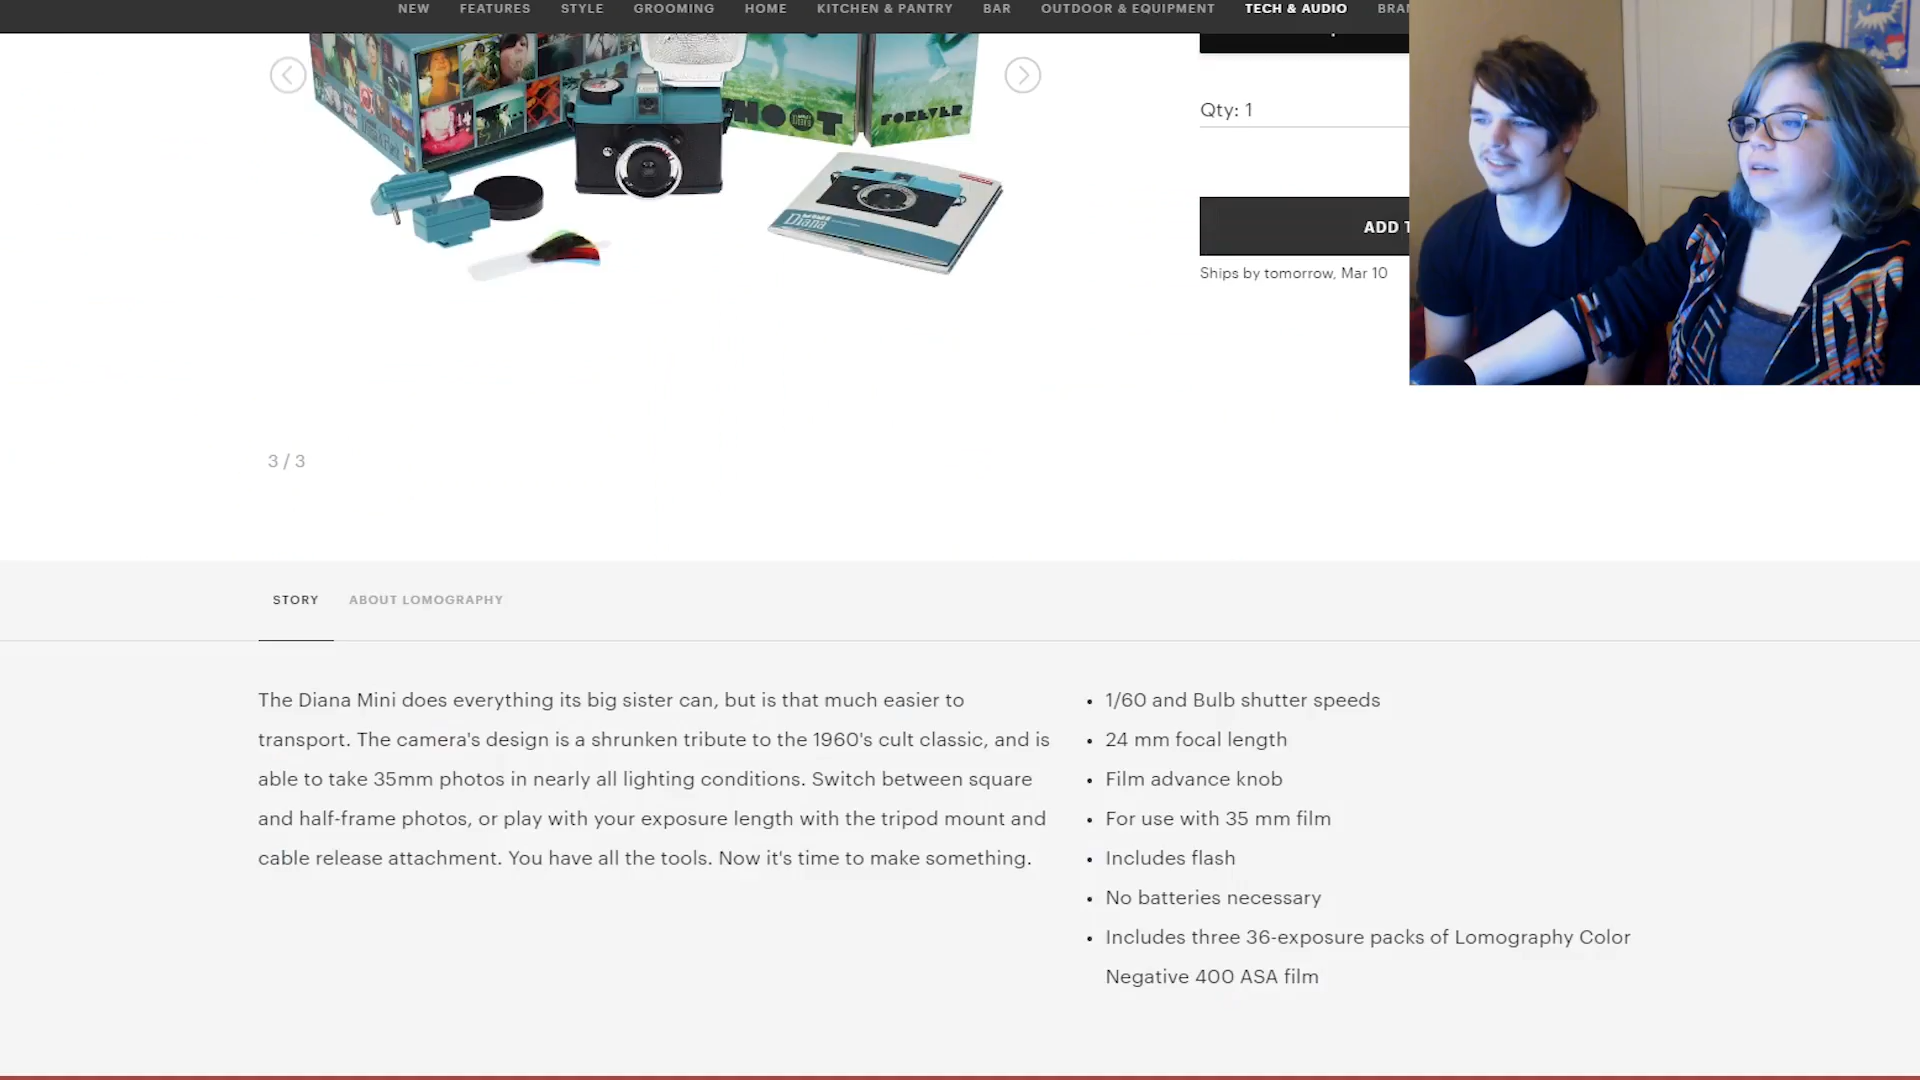 NEW FEATURES STYLE GROOMING HOME KITCHEN & PANTRY BAR OUTDOOR & EQUIPMENT TECH & AUDIO BRAN
HOOT
FOREVER
Diana
Qty: 1
ADD T
Ships by tomorrow, Mar 10
3 / 3
STORY ABOUT LOMOGRAPHY
The Diana Mini does everything its big sister can, but is that much easier to
transport. The camera's design is a shrunken tribute to the 1960's cult classic, and is
able to take 35mm photos in nearly all lighting conditions. Switch between square
and half-frame photos, or play with your exposure length with the tripod mount and
cable release attachment. You have all the tools. Now it's time to make something.
• 1/60 and Bulb shutter speeds
• 24 mm focal length
• Film advance knob
• For use with 35 mm film
• Includes flash
• No batteries necessary
• Includes three 36-exposure packs of Lomography Color
Negative 400 ASA film